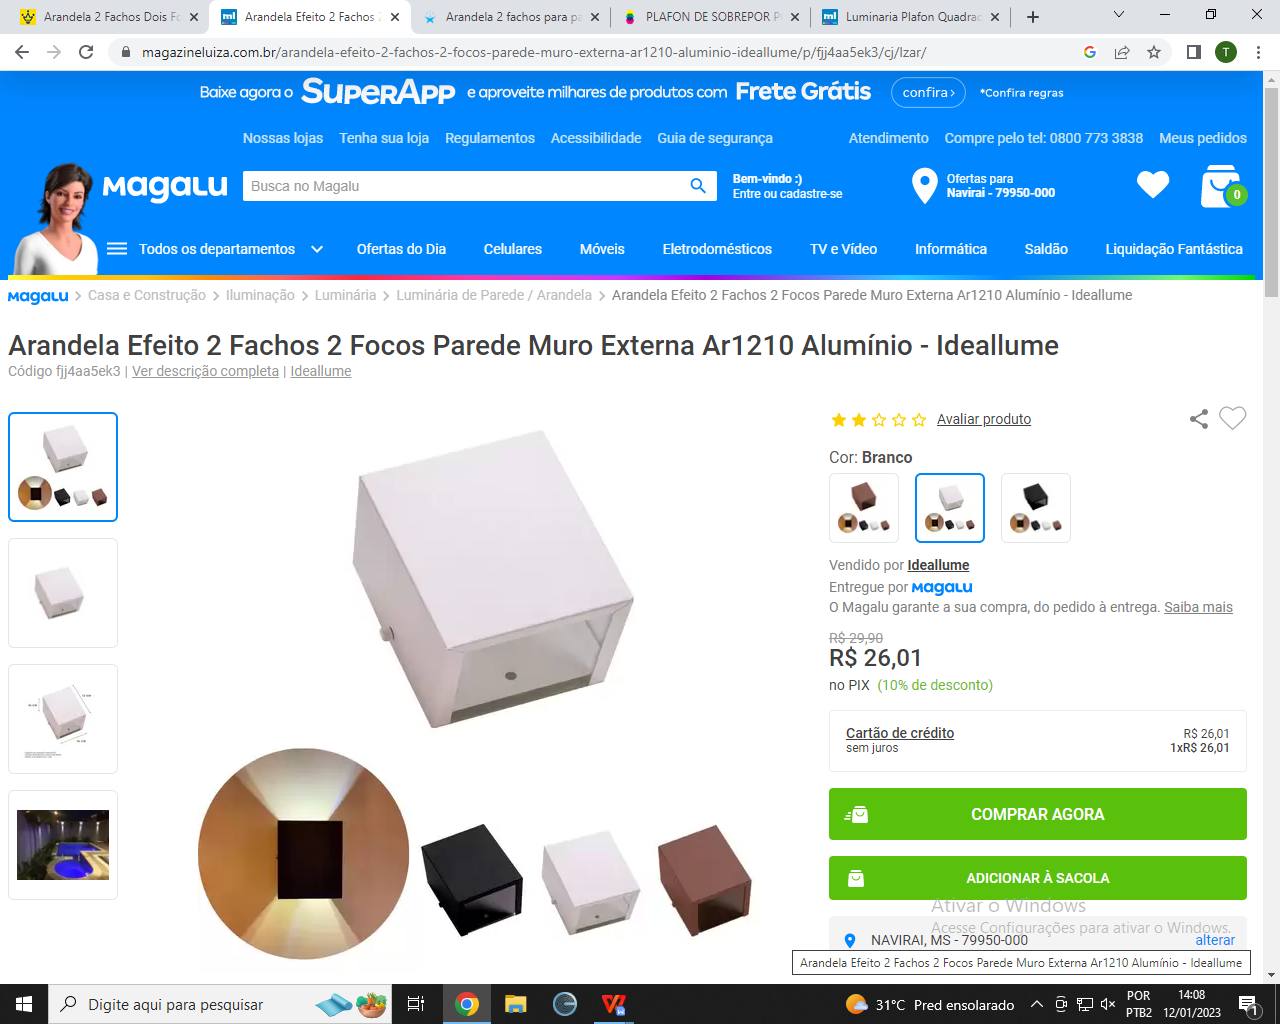 Arandela 2 Fachos Dois Fo
Arandela Efeito 2 Fachos 2
Arandela 2 fachos para pa
PLAFON DE SOBREPOR P
Luminaria Plafon Quadrac
magazineluiza.com.br/arandela-efeito-2-fachos-2-focos-parede-muro-externa-ar1210-aluminio-ideallume/p/fjj4aa5ek3/cj/lzar/
T
Baixe agora o SUPERAPP e aproveite milhares de produtos com Frete Grátis confira > *Confira regras
Nossas lojas Tenha sua loja Regulamentos Acessibilidade Guia de segurança Atendimento Compre pelo tel: 0800 773 3838 Meus pedidos
Magalu
Busca no Magalu
Bem-vindo :)
Entre ou cadastre-se
Ofertas para
Navirai - 79950-000
0
Todos os departamentos Ofertas do Dia Celulares Móveis Eletrodomésticos TV e Vídeo Informática Saldão Liquidação Fantástica
Magalu > Casa e Construção > Iluminação > Luminária > Luminária de Parede / Arandela > Arandela Efeito 2 Fachos 2 Focos Parede Muro Externa Ar1210 Alumínio - Ideallume
Arandela Efeito 2 Fachos 2 Focos Parede Muro Externa Ar1210 Alumínio - Ideallume
Código fjj4aa5ek3 | Ver descrição completa | Ideallume
Avaliar produto
Cor: Branco
Vendido por Ideallume
Entregue por Magalu
O Magalu garante a sua compra, do pedido à entrega. Saiba mais
R$ 29,90
R$ 26,01
no PIX (10% de desconto)
Cartão de crédito R$ 26,01
sem juros 1xR$ 26,01
COMPRAR AGORA
ADICIONAR À SACOLA
Ativar o Windows
Acesse Configurações para ativar o Windows.
NAVIRAI, MS - 79950-000 alterar
Arandela Efeito 2 Fachos 2 Focos Parede Muro Externa Ar1210 Alumínio - Ideallume
Digite aqui para pesquisar
31°C Pred ensolarado
POR
PTB2
14:08
12/01/2023
1